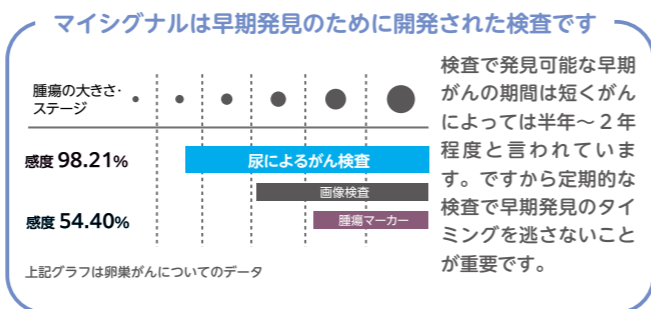 マイシグナルは早期発見のために開発された検査です
腫瘍の大きさ・
ステージ
感度 98.21%
尿によるがん検査
画像検査
感度 54.40%
腫瘍マーカー
上記グラフは卵巣がんについてのデータ
検査で発見可能な早期
がんの期間は短くがん
によっては半年～２年
程度と言われていま
す。ですから定期的な
検査で早期発見のタイ
ミングを逃さないこと
が重要です。